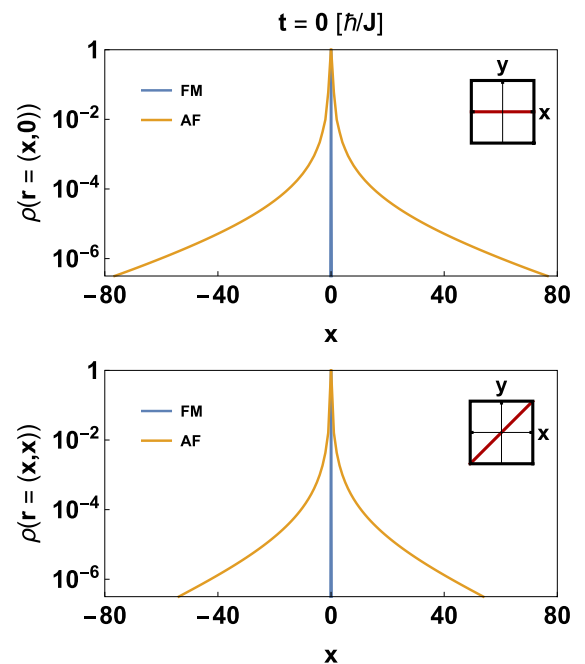 t = 0 [ℏ/J]
1
10⁻²
10⁻⁴
10⁻⁶
ρ(r = (x,0))
FM
AF
y
x
−80
−40
0
40
80
x
1
10⁻²
10⁻⁴
10⁻⁶
ρ(r = (x,x))
FM
AF
y
x
−80
−40
0
40
80
x